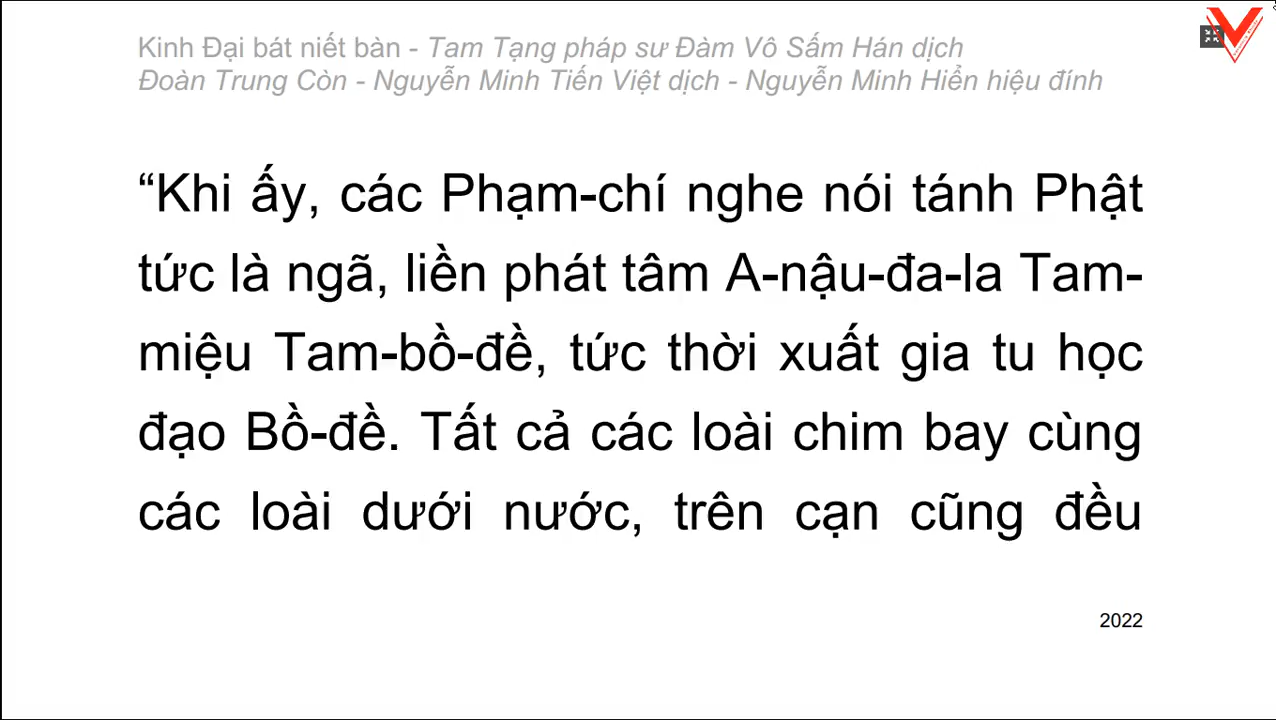 Kinh Đại bát niết bàn - Tam Tạng pháp sư Đàm Vô Sấm Hán dịch
Đoàn Trung Còn - Nguyễn Minh Tiến Việt dịch - Nguyễn Minh Hiển hiệu đính
“Khi ấy, các Phạm-chí nghe nói tánh Phật
tức là ngã, liền phát tâm A-nậu-đa-la Tam-
miệu Tam-bồ-đề, tức thời xuất gia tu học
đạo Bồ-đề. Tất cả các loài chim bay cùng
các loài dưới nước, trên cạn cũng đều
2022